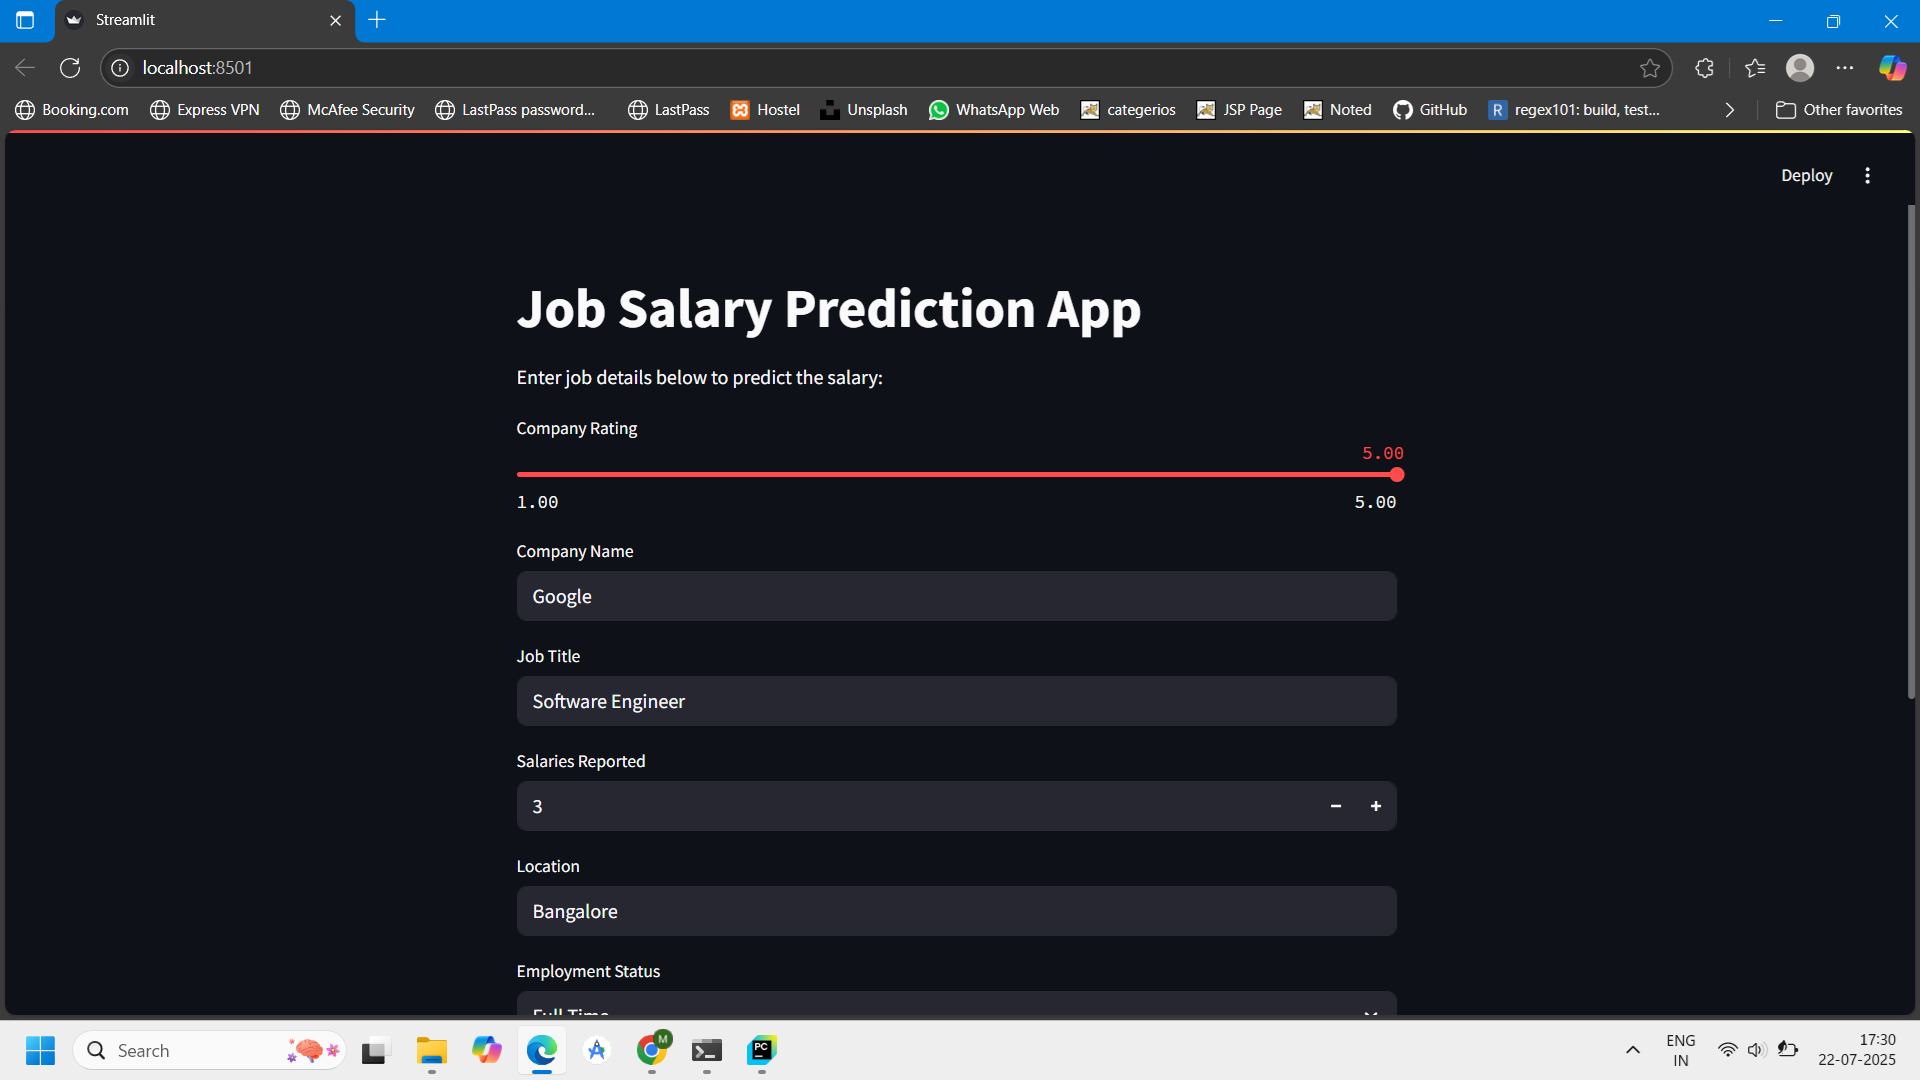 Streamlit
localhost:8501
Booking.com Express VPN McAfee Security LastPass password... LastPass Hostel Unsplash WhatsApp Web categerios JSP Page Noted GitHub R regex101: build, test... Other favorites
Deploy
Job Salary Prediction App
Enter job details below to predict the salary:
Company Rating
5.00
1.00 5.00
Company Name
Google
Job Title
Software Engineer
Salaries Reported
3
Location
Bangalore
Employment Status
Full Time
Search
M
PC
ENG
IN
17:30
22-07-2025